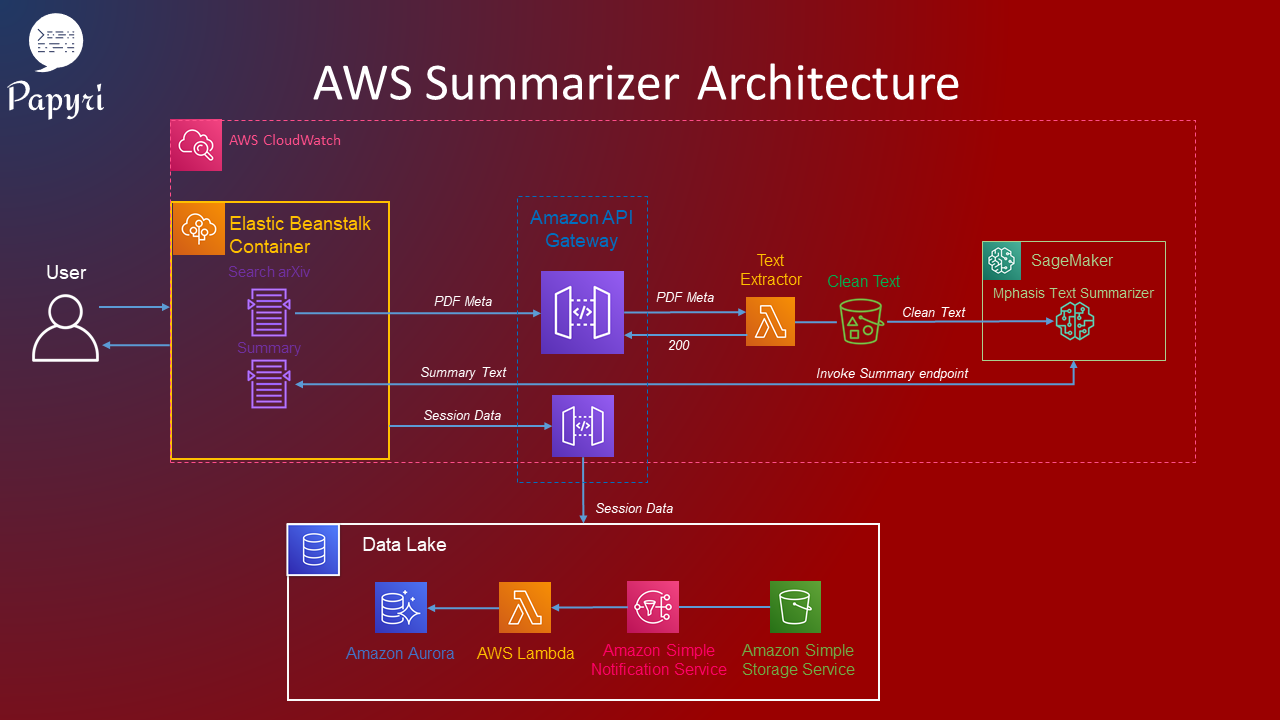 Papyri
AWS Summarizer Architecture
AWS CloudWatch
Elastic Beanstalk
Container
Search arXiv
Summary
User
Amazon API
Gateway
PDF Meta
PDF Meta
200
Text
Extractor
Clean Text
Clean Text
SageMaker
Mphasis Text Summarizer
Summary Text
Invoke Summary endpoint
Session Data
Session Data
Data Lake
Amazon Aurora
AWS Lambda
Amazon Simple
Notification Service
Amazon Simple
Storage Service